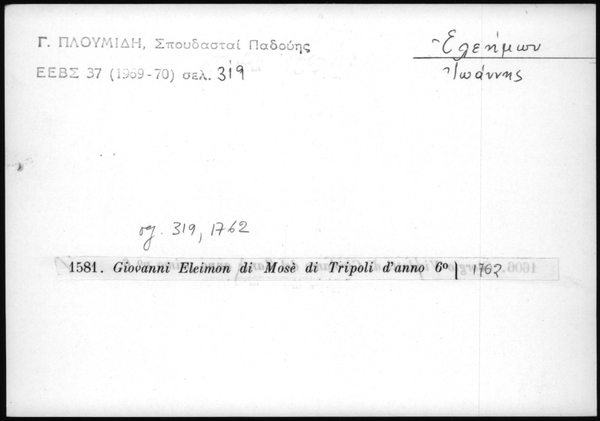 Γ. ΠΛΟΥΜΙΔΗ, Σπουδασταί Παδούης
ΕΕΒΣ 37 (1969-70) σελ. 319
Ἐλεήμων
Ἰωάννης
σελ. 319, 1762
1581. Giovanni Eleimon di Mosè di Tripoli d'anno 6º | 1762